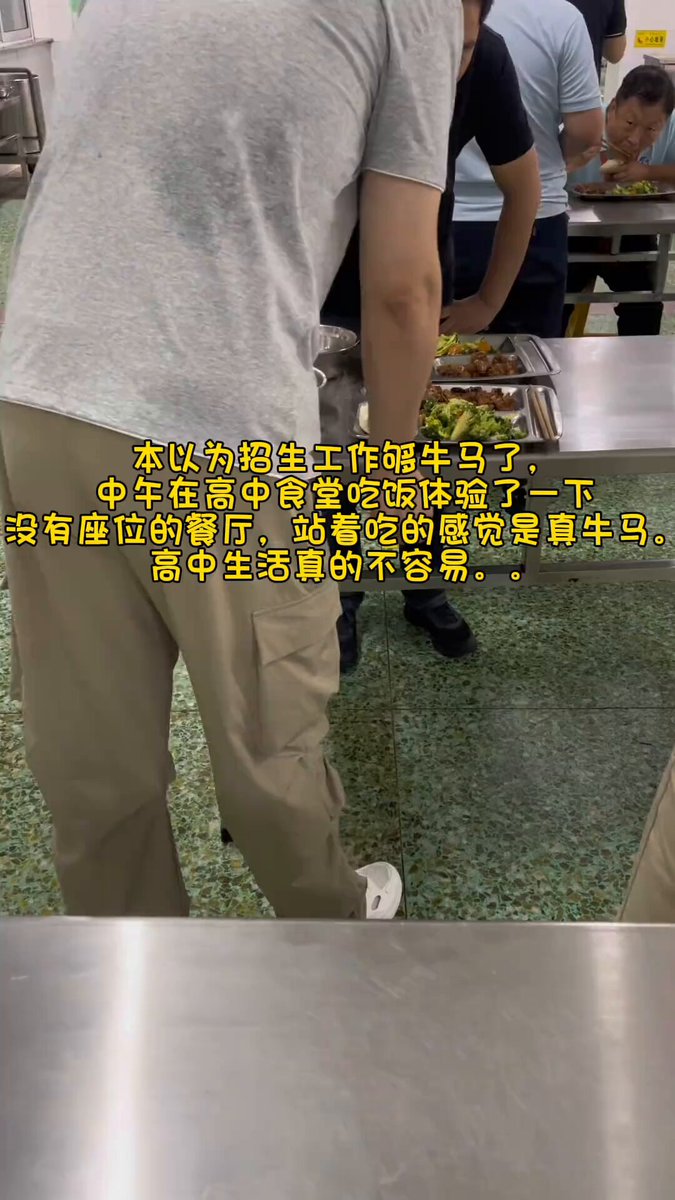 本以为招生工作够牛马了，
中午在高中食堂吃饭体验了一下
没有座位的餐厅，站着吃的感觉是真牛马。
高中生活真的不容易。。